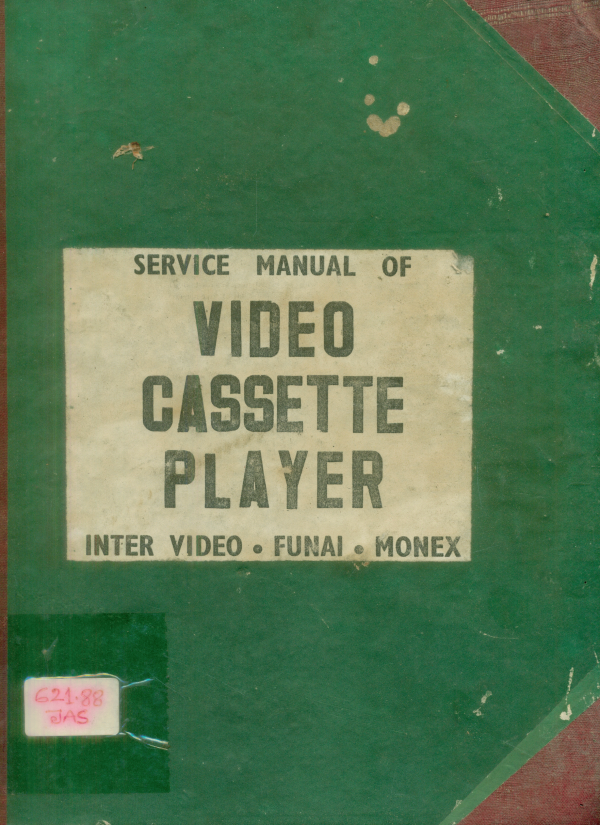 SERVICE MANUAL OF
VIDEO
CASSETTE
PLAYER
INTER VIDEO • FUNAI • MONEX
621.88
JAS